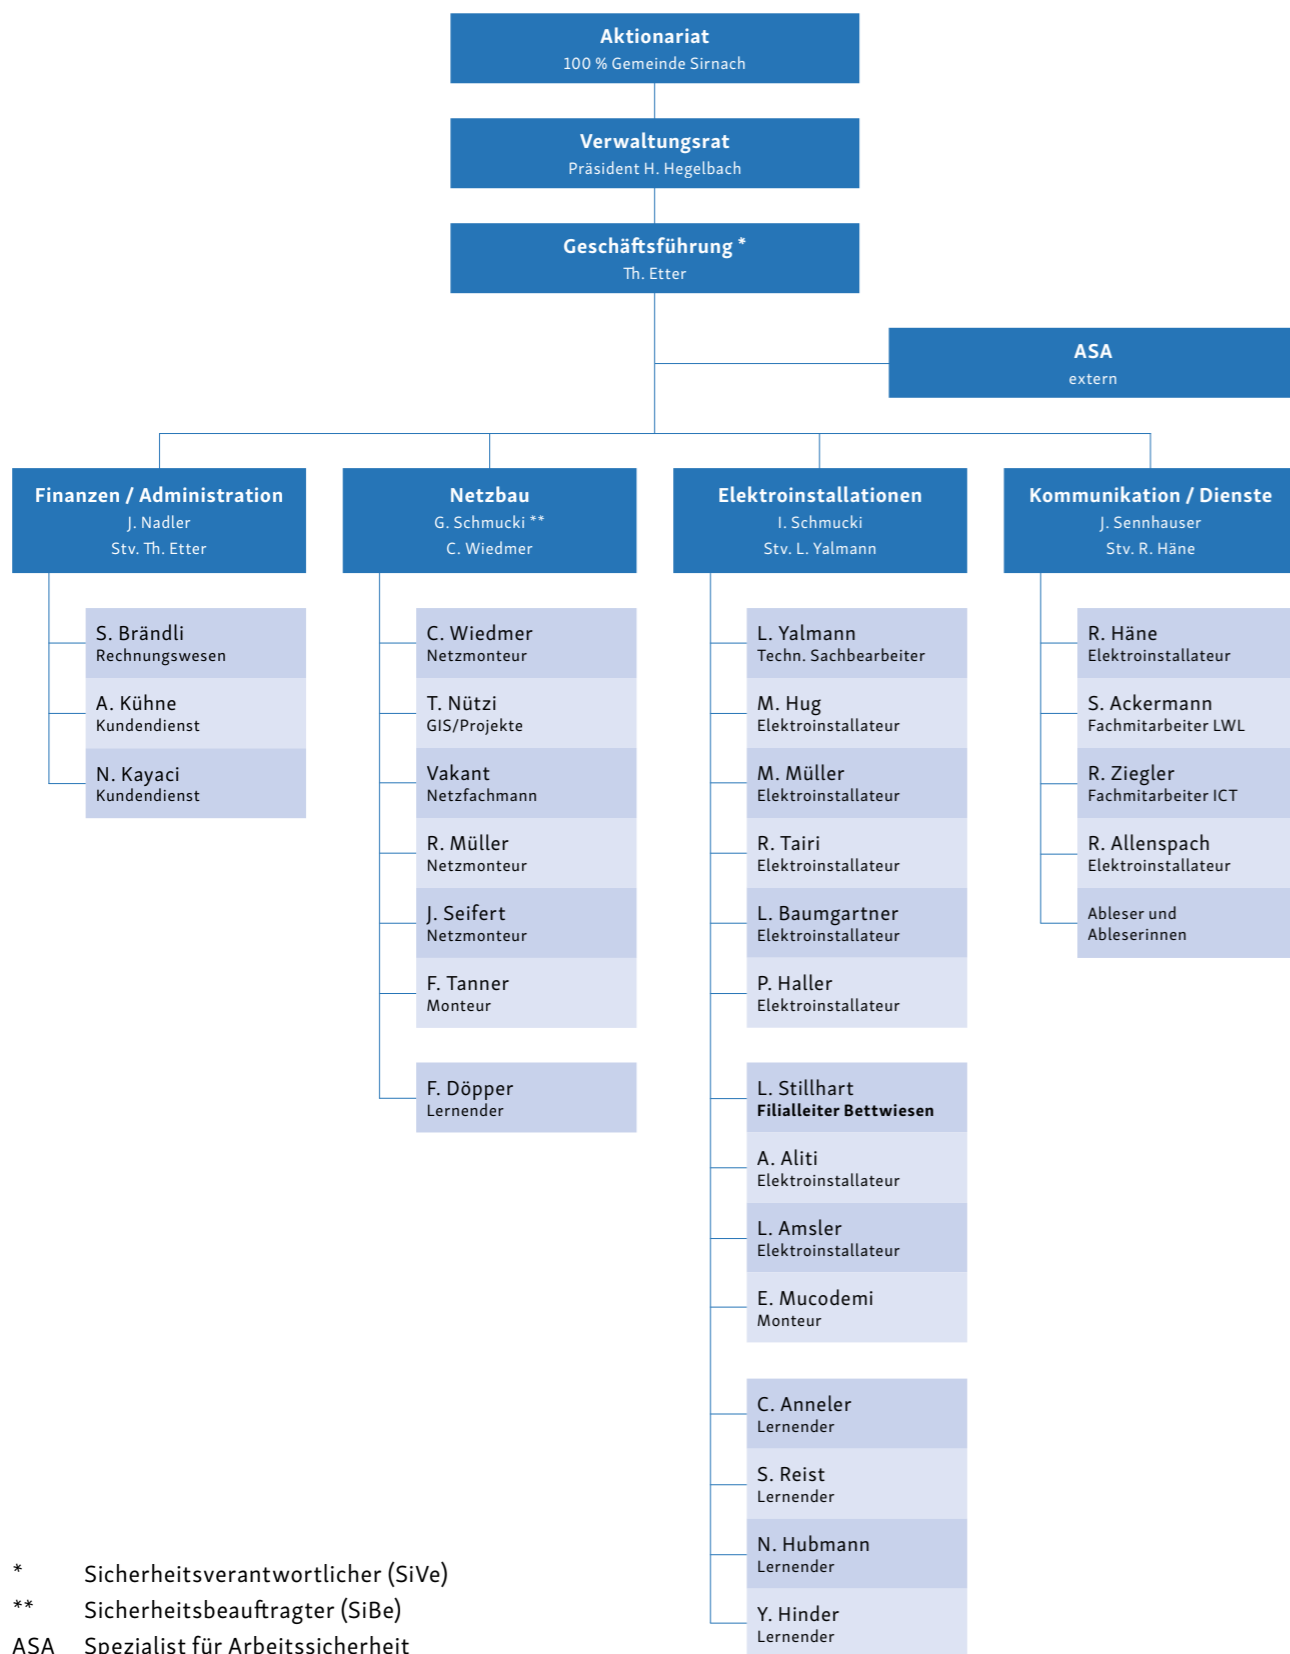 Aktionariat
100 % Gemeinde Sirnach
Verwaltungsrat
Präsident H. Hegelbach
Geschäftsführung *
Th. Etter
ASA
extern
Finanzen / Administration
J. Nadler
Stv. Th. Etter
S. Brändli
Rechnungswesen
A. Kühne
Kundendienst
N. Kayaci
Kundendienst
Netzbau
G. Schmucki **
C. Wiedmer
C. Wiedmer
Netzmonteur
T. Nützi
GIS/Projekte
Vakant
Netzfachmann
R. Müller
Netzmonteur
J. Seifert
Netzmonteur
F. Tanner
Monteur
F. Döpper
Lernender
Elektroinstallationen
I. Schmucki
Stv. L. Yalmann
L. Yalmann
Techn. Sachbearbeiter
M. Hug
Elektroinstallateur
M. Müller
Elektroinstallateur
R. Tairi
Elektroinstallateur
L. Baumgartner
Elektroinstallateur
P. Haller
Elektroinstallateur
L. Stillhart
Filialleiter Bettwiesen
A. Aliti
Elektroinstallateur
L. Amsler
Elektroinstallateur
E. Mucodemi
Monteur
C. Anneler
Lernender
S. Reist
Lernender
N. Hubmann
Lernender
Y. Hinder
Lernender
Kommunikation / Dienste
J. Sennhauser
Stv. R. Häne
R. Häne
Elektroinstallateur
S. Ackermann
Fachmitarbeiter LWL
R. Ziegler
Fachmitarbeiter ICT
R. Allenspach
Elektroinstallateur
Ableser und
Ableserinnen
* Sicherheitsverantwortlicher (SiVe)
** Sicherheitsbeauftragter (SiBe)
ASA Spezialist für Arbeitssicherheit